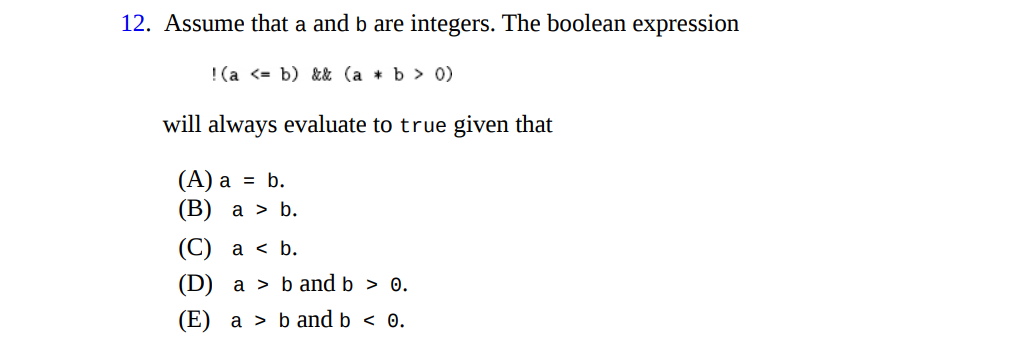 12. Assume that a and b are integers. The boolean expression
!(a <= b) && (a * b > 0)
will always evaluate to true given that
(A) a = b.
(B) a > b.
(C) a < b.
(D) a > b and b > 0.
(E) a > b and b < 0.